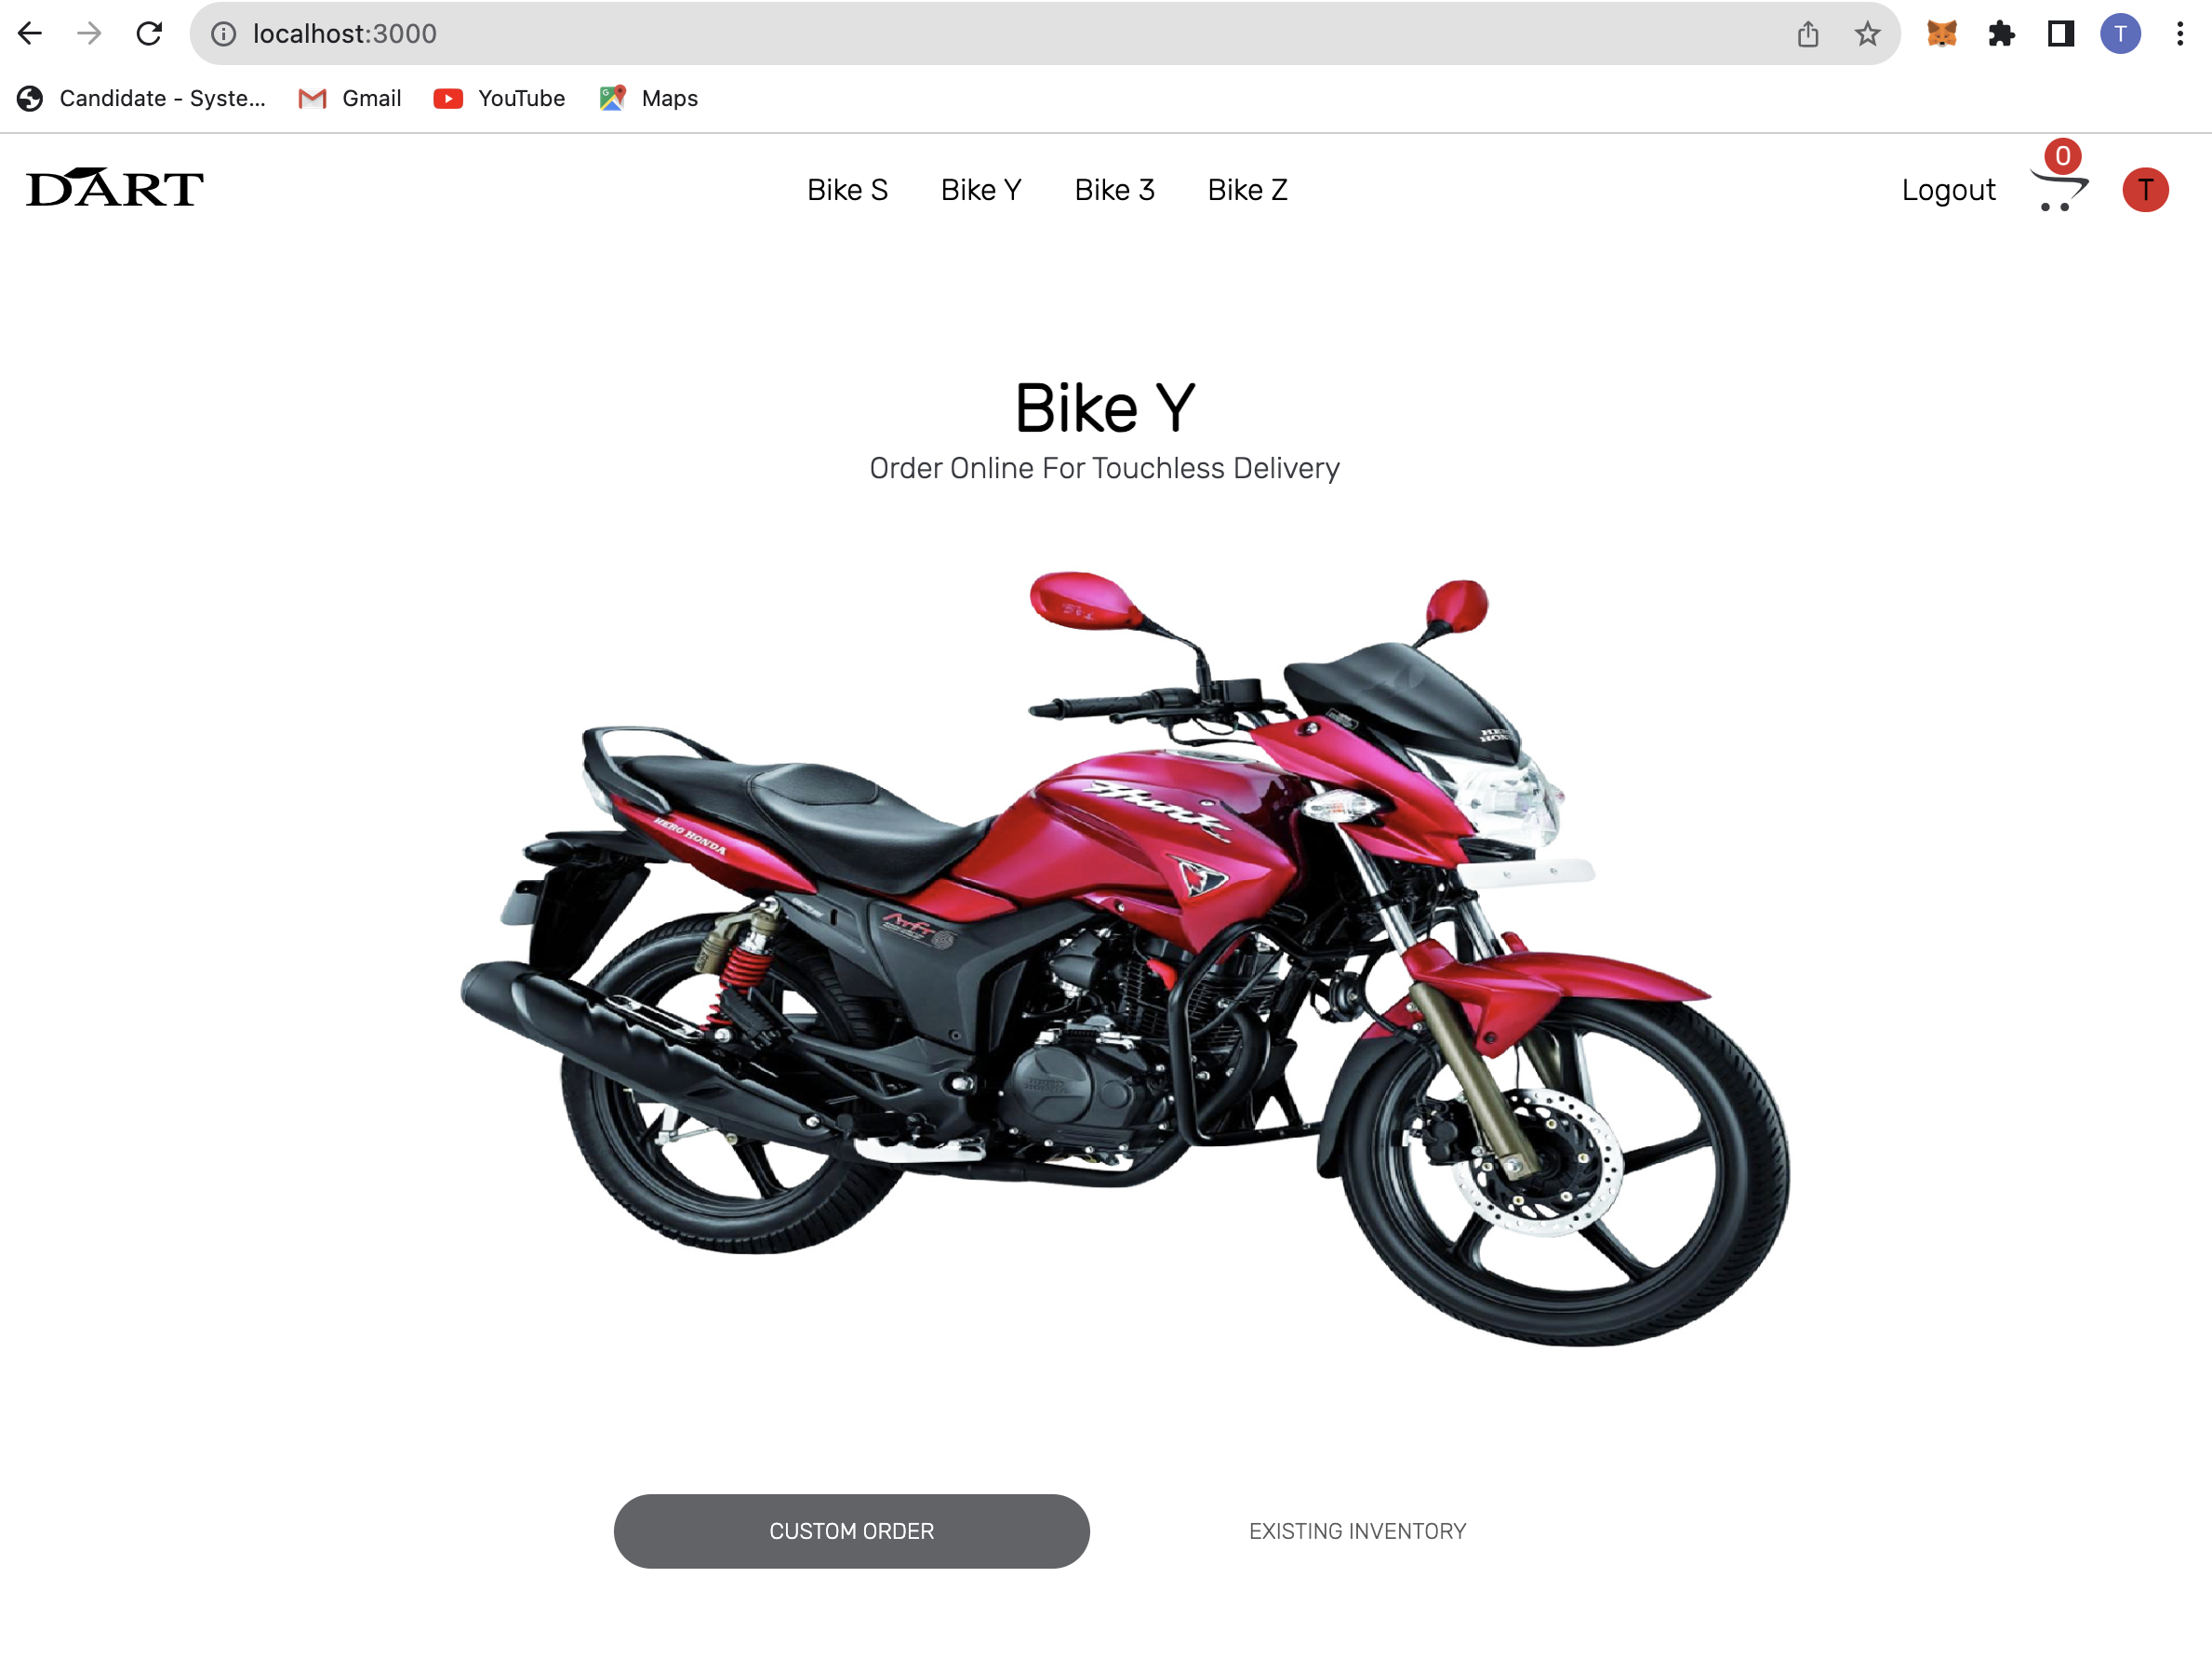 localhost:3000
T
Candidate - Syste...
Gmail
YouTube
Maps
DART
Bike S
Bike Y
Bike 3
Bike Z
Logout
0
T
Bike Y
Order Online For Touchless Delivery
Hunk
HERO HONDA
CUSTOM ORDER
EXISTING INVENTORY